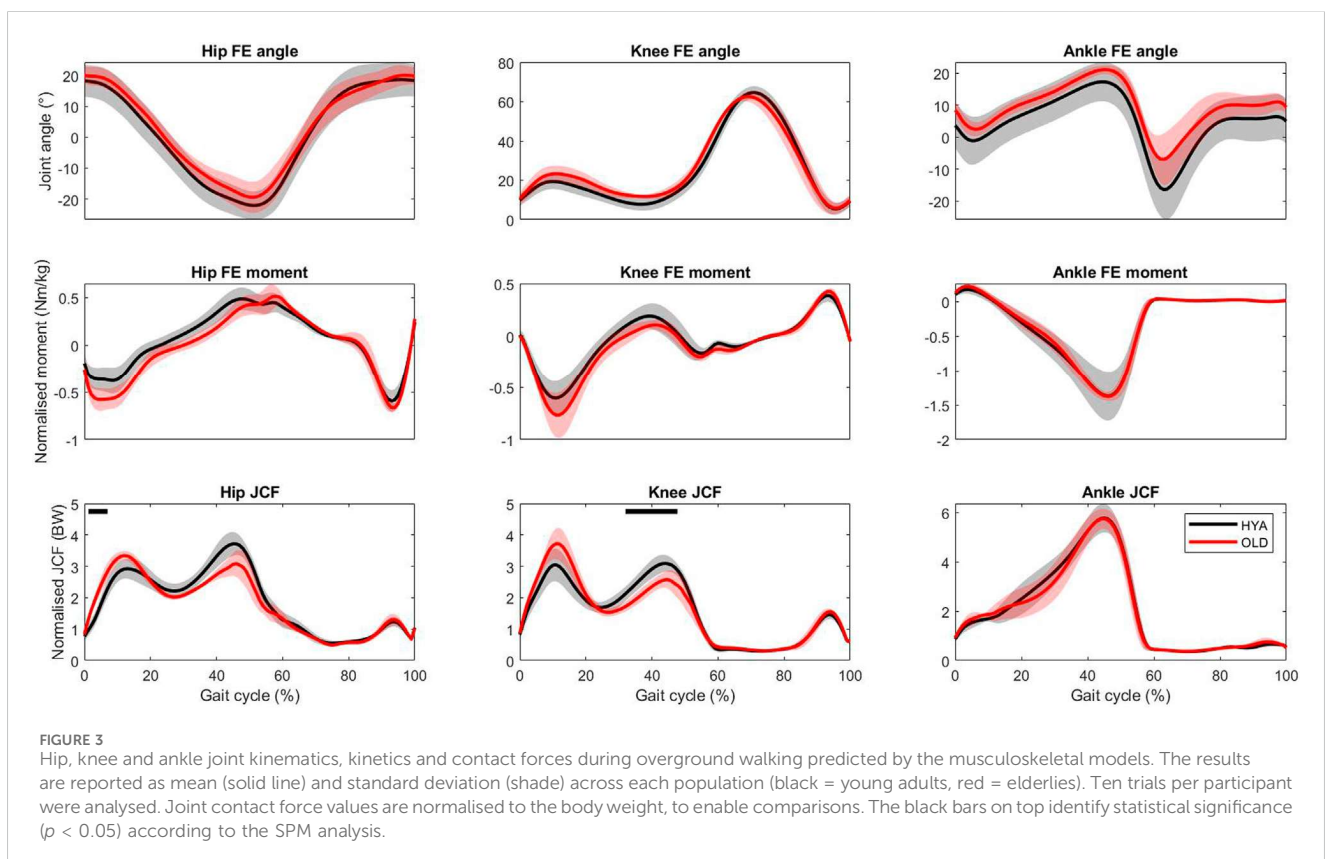 Hip FE angle
Knee FE angle
Ankle FE angle
Joint angle (°)
20
10
0
-10
-20
80
60
40
20
0
20
10
0
-10
-20
Hip FE moment
Knee FE moment
Ankle FE moment
Normalised moment (Nm/kg)
0.5
0
-0.5
-1
0.5
0
-0.5
-1
0
-0.5
-1
-1.5
-2
Hip JCF
Knee JCF
Ankle JCF
Normalised JCF (BW)
5
4
3
2
1
0
5
4
3
2
1
0
6
4
2
0
HYA
OLD
0 20 40 60 80 100
0 20 40 60 80 100
0 20 40 60 80 100
Gait cycle (%)
Gait cycle (%)
Gait cycle (%)
FIGURE 3
Hip, knee and ankle joint kinematics, kinetics and contact forces during overground walking predicted by the musculoskeletal models. The results
are reported as mean (solid line) and standard deviation (shade) across each population (black = young adults, red = elderlies). Ten trials per participant
were analysed. Joint contact force values are normalised to the body weight, to enable comparisons. The black bars on top identify statistical significance
(p < 0.05) according to the SPM analysis.